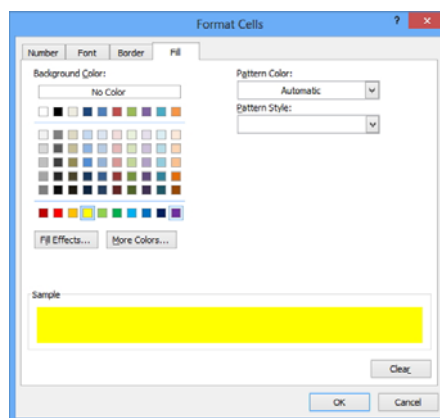 Format Cells
?
x
Number Font Border Fill
Background Color:
No Color
Pattern Color:
Automatic
Pattern Style:
Fill Effects...
More Colors...
Sample
Clear
OK
Cancel